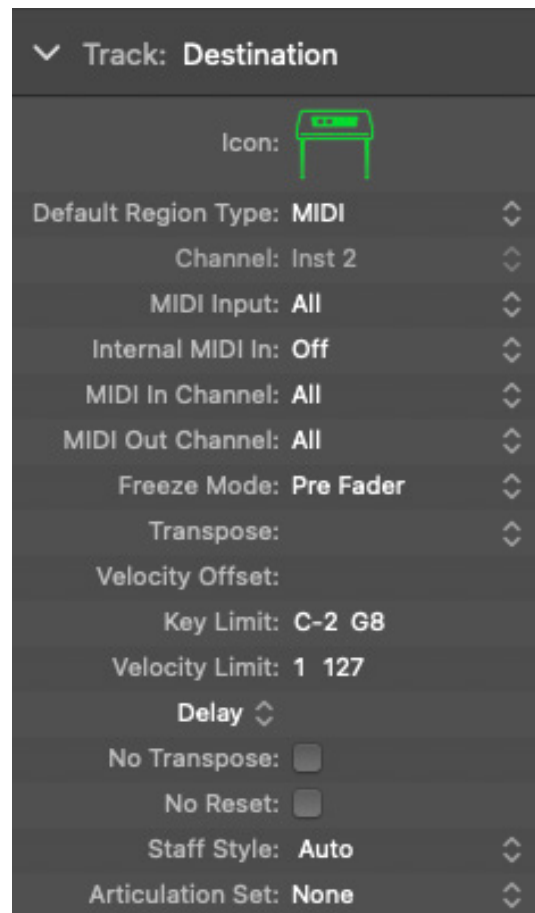 Track: Destination
Icon:
Default Region Type: MIDI
Channel: Inst 2
MIDI Input: All
Internal MIDI In: Off
MIDI In Channel: All
MIDI Out Channel: All
Freeze Mode: Pre Fader
Transpose:
Velocity Offset:
Key Limit: C-2 G8
Velocity Limit: 1 127
Delay
No Transpose:
No Reset:
Staff Style: Auto
Articulation Set: None